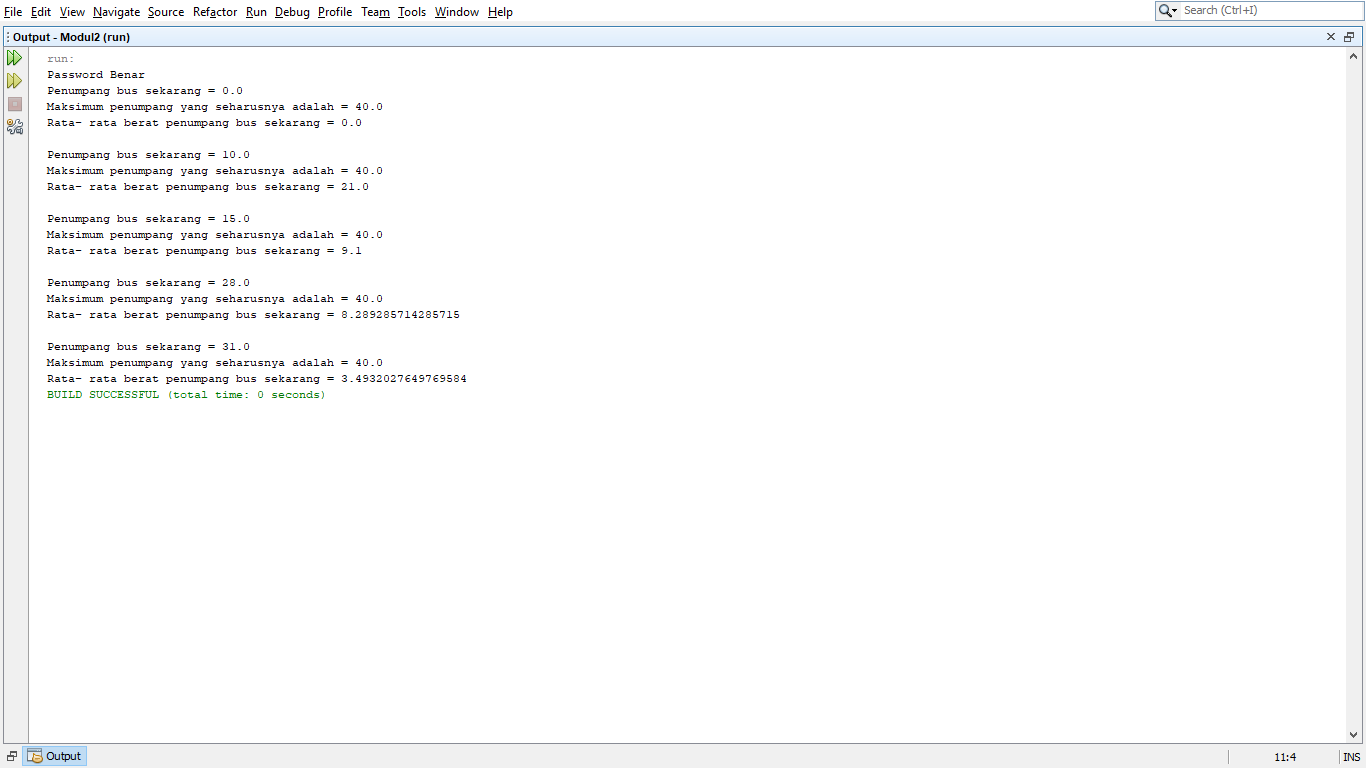 File Edit View Navigate Source Refactor Run Debug Profile Team Tools Window Help Search (Ctrl+I)
Output - Modul2 (run)
run:
Password Benar
Penumpang bus sekarang = 0.0
Maksimum penumpang yang seharusnya adalah = 40.0
Rata- rata berat penumpang bus sekarang = 0.0
Penumpang bus sekarang = 10.0
Maksimum penumpang yang seharusnya adalah = 40.0
Rata- rata berat penumpang bus sekarang = 21.0
Penumpang bus sekarang = 15.0
Maksimum penumpang yang seharusnya adalah = 40.0
Rata- rata berat penumpang bus sekarang = 9.1
Penumpang bus sekarang = 28.0
Maksimum penumpang yang seharusnya adalah = 40.0
Rata- rata berat penumpang bus sekarang = 8.289285714285715
Penumpang bus sekarang = 31.0
Maksimum penumpang yang seharusnya adalah = 40.0
Rata- rata berat penumpang bus sekarang = 3.4932027649769584
BUILD SUCCESSFUL (total time: 0 seconds)
Output 11:4 INS